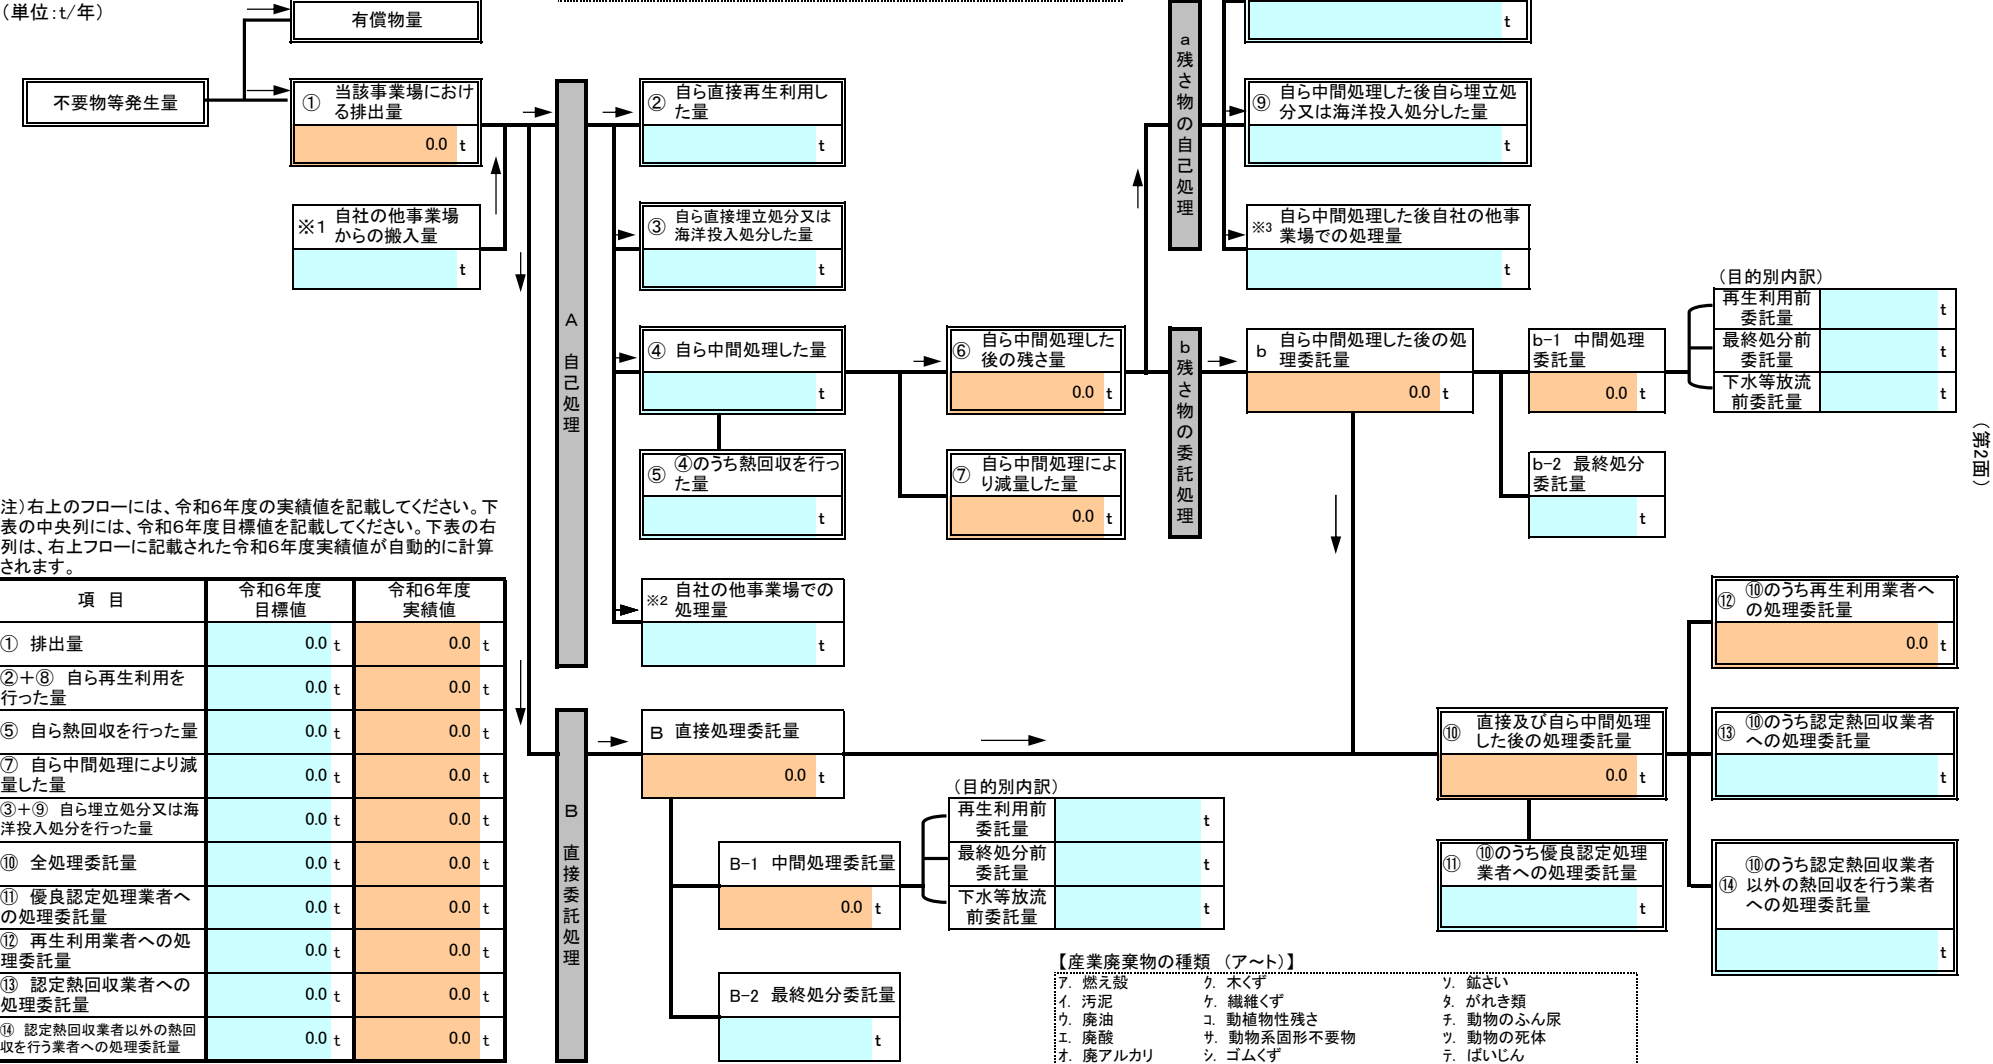 （単位：t/年）
有償物量
不要物等発生量
① 当該事業場におけ
る排出量
0.0 t
※1 自社の他事業場
からの搬入量
t
A 自己処理
② 自ら直接再生利用し
た量
t
③ 自ら直接埋立処分又は
海洋投入処分した量
t
④ 自ら中間処理した量
t
⑤ ④のうち熱回収を行っ
た量
t
※2 自社の他事業場での
処理量
t
⑥ 自ら中間処理した
後の残さ量
0.0 t
⑦ 自ら中間処理によ
り減量した量
0.0 t
a 残さ物の自己処理
t
⑨ 自ら中間処理した後自ら埋立処
分又は海洋投入処分した量
t
※3 自ら中間処理した後自社の他事
業場での処理量
t
b 残さ物の委託処理
b 自ら中間処理した後の処
理委託量
0.0 t
b-1 中間処理
委託量
0.0 t
b-2 最終処分
委託量
t
（目的別内訳）
再生利用前
委託量
t
最終処分前
委託量
t
下水等放流
前委託量
t
（第2面）
注）右上のフローには、令和6年度の実績値を記載してください。下
表の中央列には、令和6年度目標値を記載してください。下表の右
列は、右上フローに記載された令和6年度実績値が自動的に計算
されます。
項 目 令和6年度 令和6年度
目標値 実績値
① 排出量 0.0 t 0.0 t
②＋⑧ 自ら再生利用を
行った量 0.0 t 0.0 t
⑤ 自ら熱回収を行った量 0.0 t 0.0 t
⑦ 自ら中間処理により減
量した量 0.0 t 0.0 t
③＋⑨ 自ら埋立処分又は海
洋投入処分を行った量 0.0 t 0.0 t
⑩ 全処理委託量 0.0 t 0.0 t
⑪ 優良認定処理業者へ
の処理委託量 0.0 t 0.0 t
⑫ 再生利用業者への処
理委託量 0.0 t 0.0 t
⑬ 認定熱回収業者への
処理委託量 0.0 t 0.0 t
⑭ 認定熱回収業者以外の熱回
収を行う業者への処理委託量 0.0 t 0.0 t
B 直接委託処理
B 直接処理委託量
0.0 t
B-1 中間処理委託量
0.0 t
B-2 最終処分委託量
t
（目的別内訳）
再生利用前
委託量
t
最終処分前
委託量
t
下水等放流
前委託量
t
⑩ 直接及び自ら中間処理
した後の処理委託量
0.0 t
⑪ ⑩のうち優良認定処理
業者への処理委託量
t
⑫ ⑩のうち再生利用業者へ
の処理委託量
0.0 t
⑬ ⑩のうち認定熱回収業者
への処理委託量
t
⑭ ⑩のうち認定熱回収業者
以外の熱回収を行う業者
への処理委託量
t
【産業廃棄物の種類 （ア～ト）】
ア. 燃え殻 ク. 木くず ソ. 鉱さい
イ. 汚泥 ケ. 繊維くず タ. がれき類
ウ. 廃油 コ. 動植物性残さ チ. 動物のふん尿
エ. 廃酸 サ. 動物系固形不要物 ツ. 動物の死体
オ. 廃アルカリ シ. ゴムくず テ. ばいじん